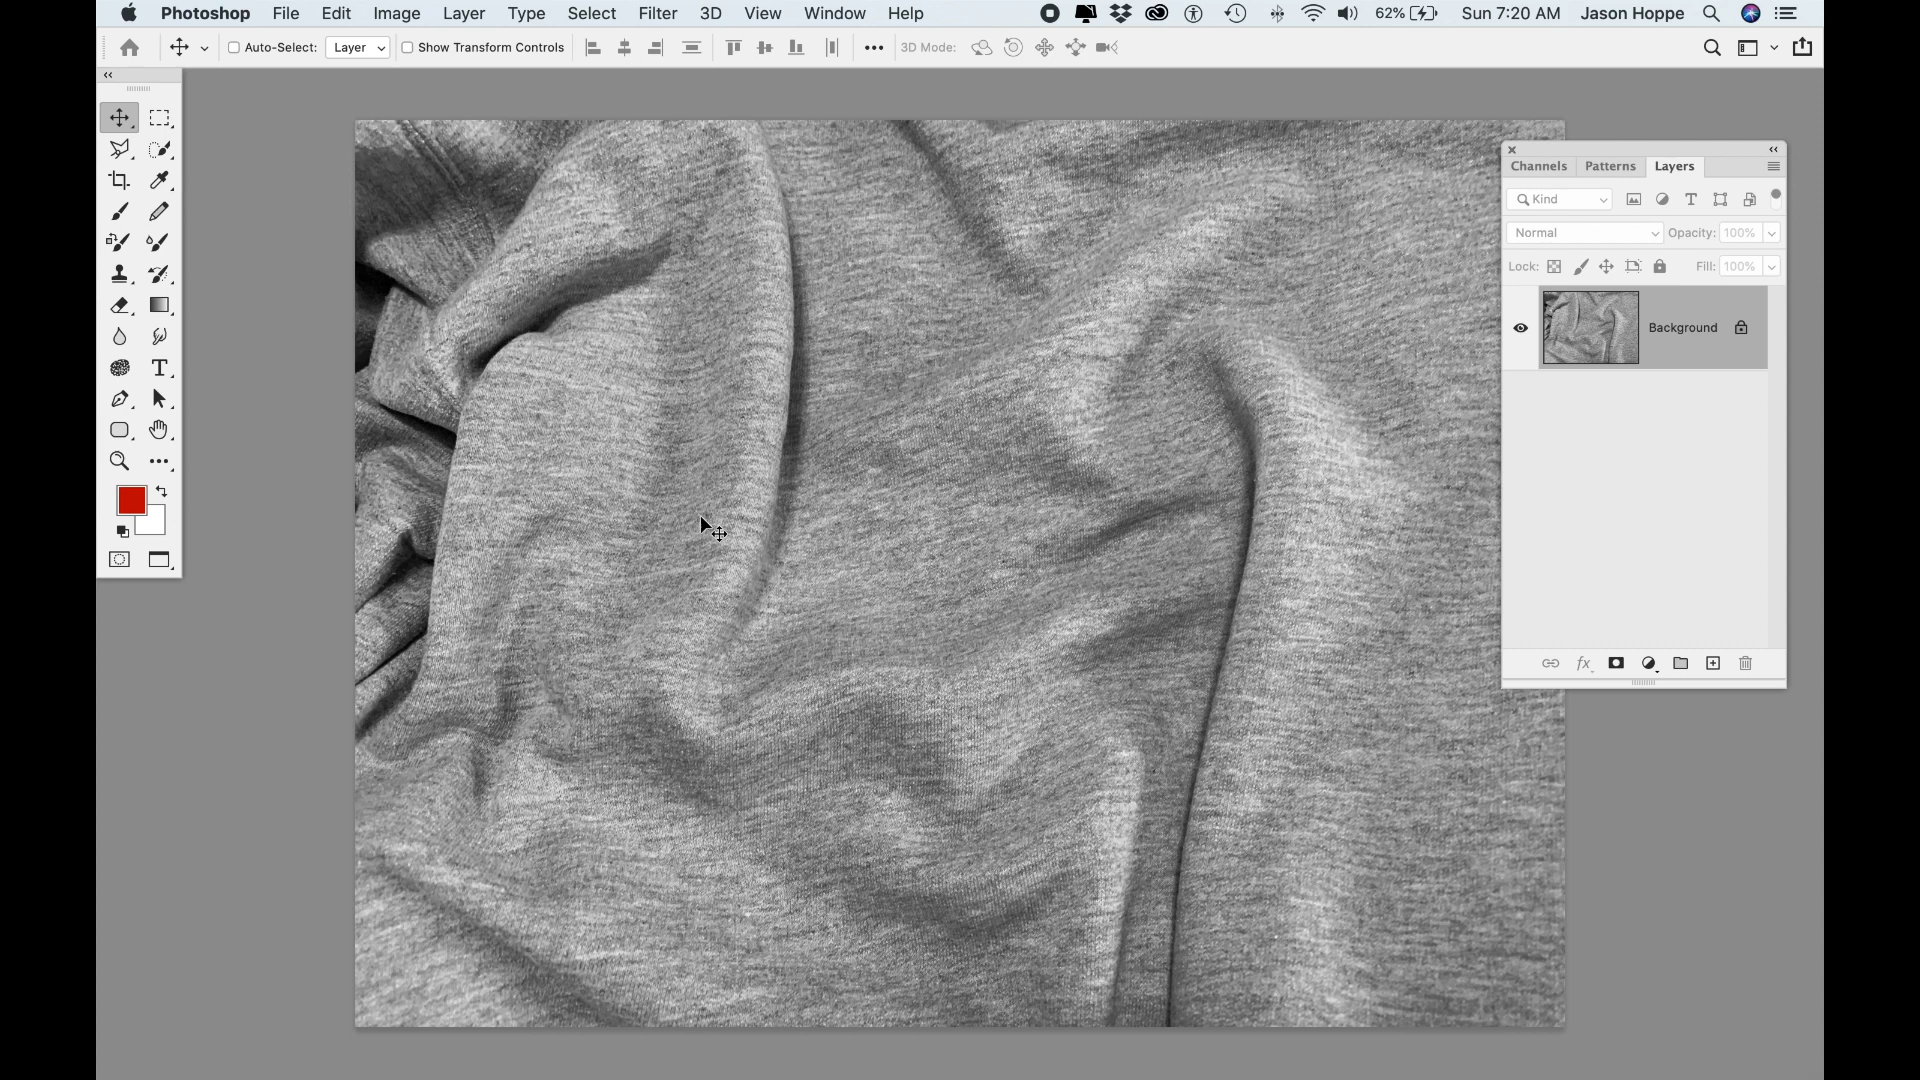 Photoshop File Edit Image Layer Type Select Filter 3D View Window Help 62% Sun 7:20 AM Jason Hoppe
Auto-Select: Layer Show Transform Controls 3D Mode:
Channels Patterns Layers
Kind T
Normal Opacity: 100%
Lock: Fill: 100%
Background
fx
T